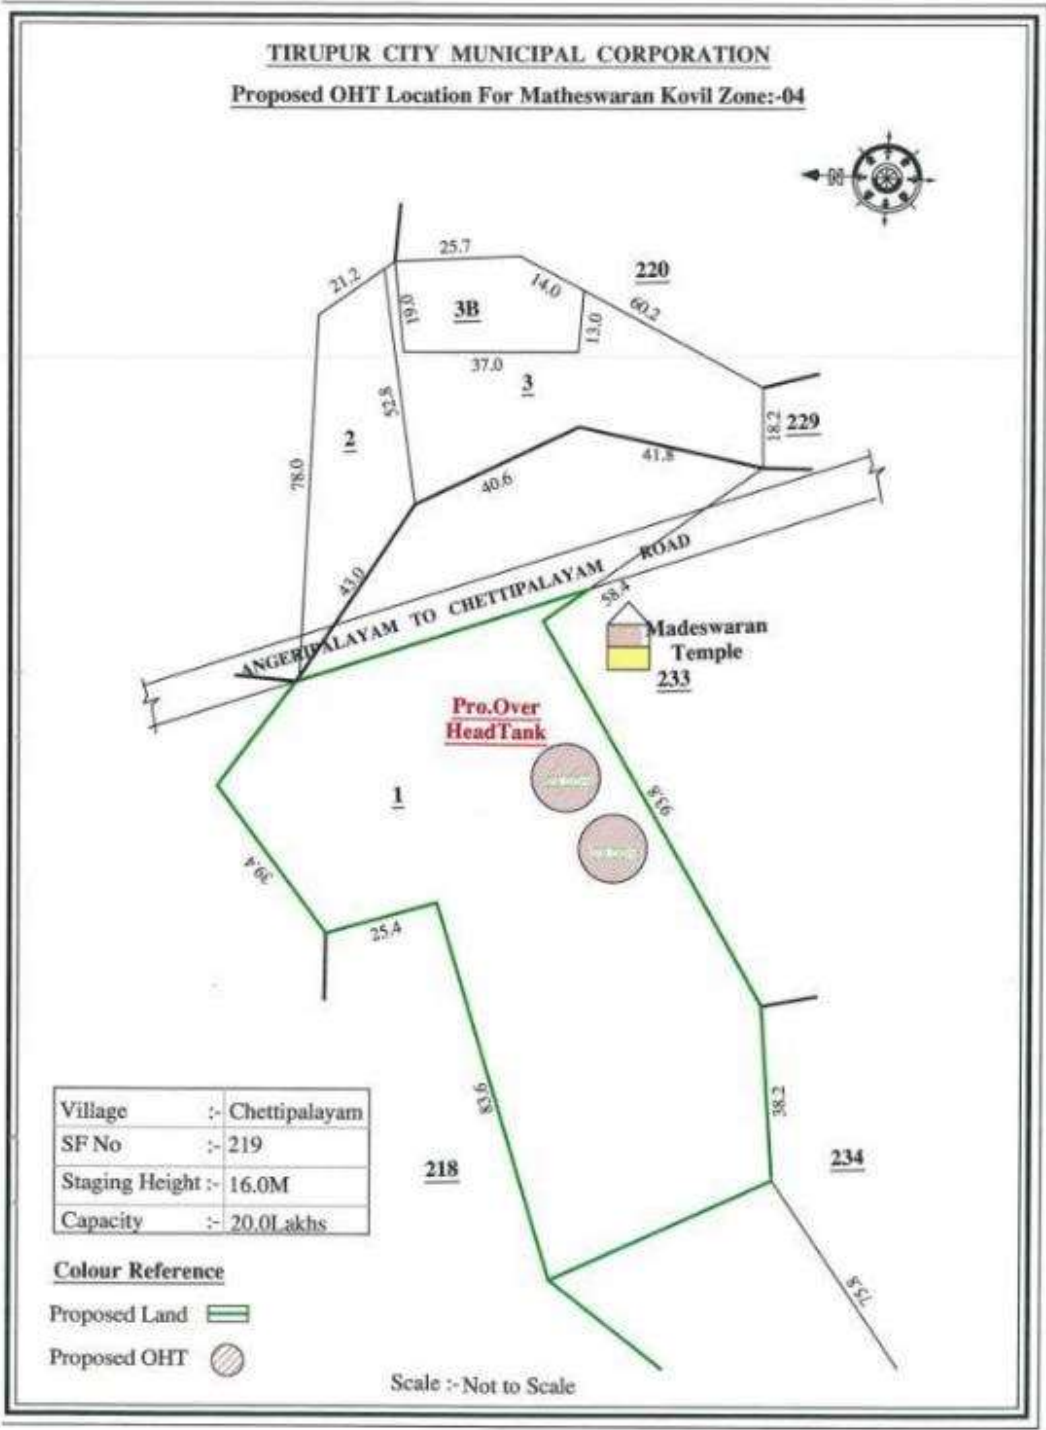 TIRUPUR CITY MUNICIPAL CORPORATION
Proposed OHT Location For Matheswaran Kovil Zone:-04
N
25.7
220
21.2
14.0
19.0
3B
60.2
13.0
37.0
3
52.8
18.2
229
2
41.8
78.0
40.6
43.0
ANGERIPALAYAM TO CHETTIPALAYAM ROAD
58.4
Madeswaran
Temple
233
Pro.Over
HeadTank
1
93.8
39.4
25.4
83.6
38.2
218
234
75.8
Village :- Chettipalayam
SF No :- 219
Staging Height :- 16.0M
Capacity :- 20.0Lakhs
Colour Reference
Proposed Land
Proposed OHT
Scale :- Not to Scale